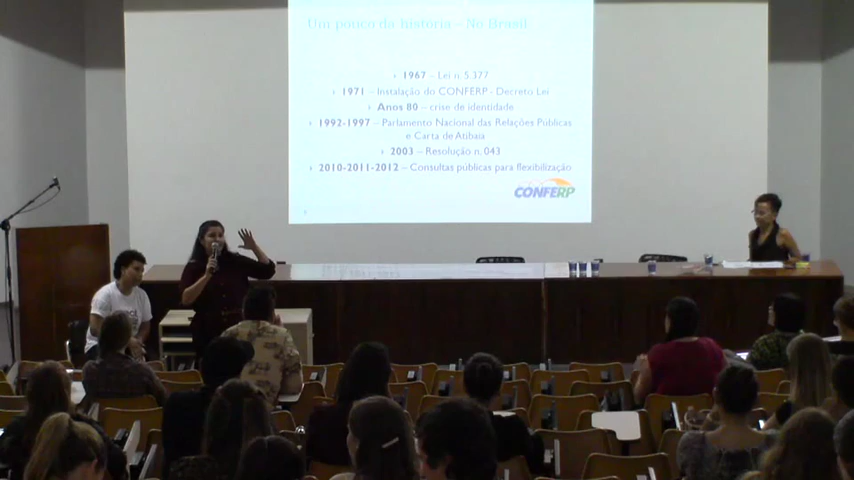 Um pouco da história – No Brasil
› 1967 – Lei n. 5.377
› 1971 – Instalação do CONFERP - Decreto Lei
› Anos 80 – crise de identidade
› 1992-1997 – Parlamento Nacional das Relações Públicas
e Carta de Atibaia
› 2003 – Resolução n. 043
› 2010-2011-2012 – Consultas públicas para flexibilização
CONFERP